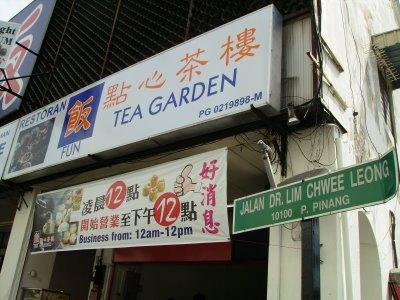 RESTORAN
飯
FUN
點心茶樓
TEA GARDEN
PG 0219898-M
凌晨12點
開始營業至下午12點
Business from: 12am-12pm
好消息
JALAN DR. LIM CHWEE LEONG
10100 P. PINANG